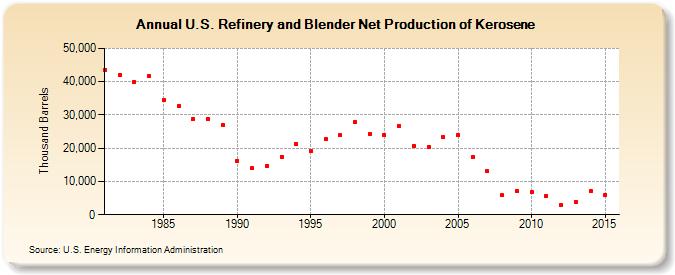 Annual U.S. Refinery and Blender Net Production of Kerosene
Thousand Barrels
50,000
40,000
30,000
20,000
10,000
0
1985 1990 1995 2000 2005 2010 2015
Source: U.S. Energy Information Administration